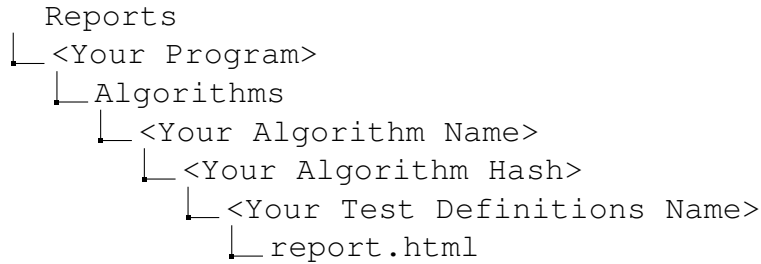 Reports
<Your Program>
Algorithms
<Your Algorithm Name>
<Your Algorithm Hash>
<Your Test Definitions Name>
report.html